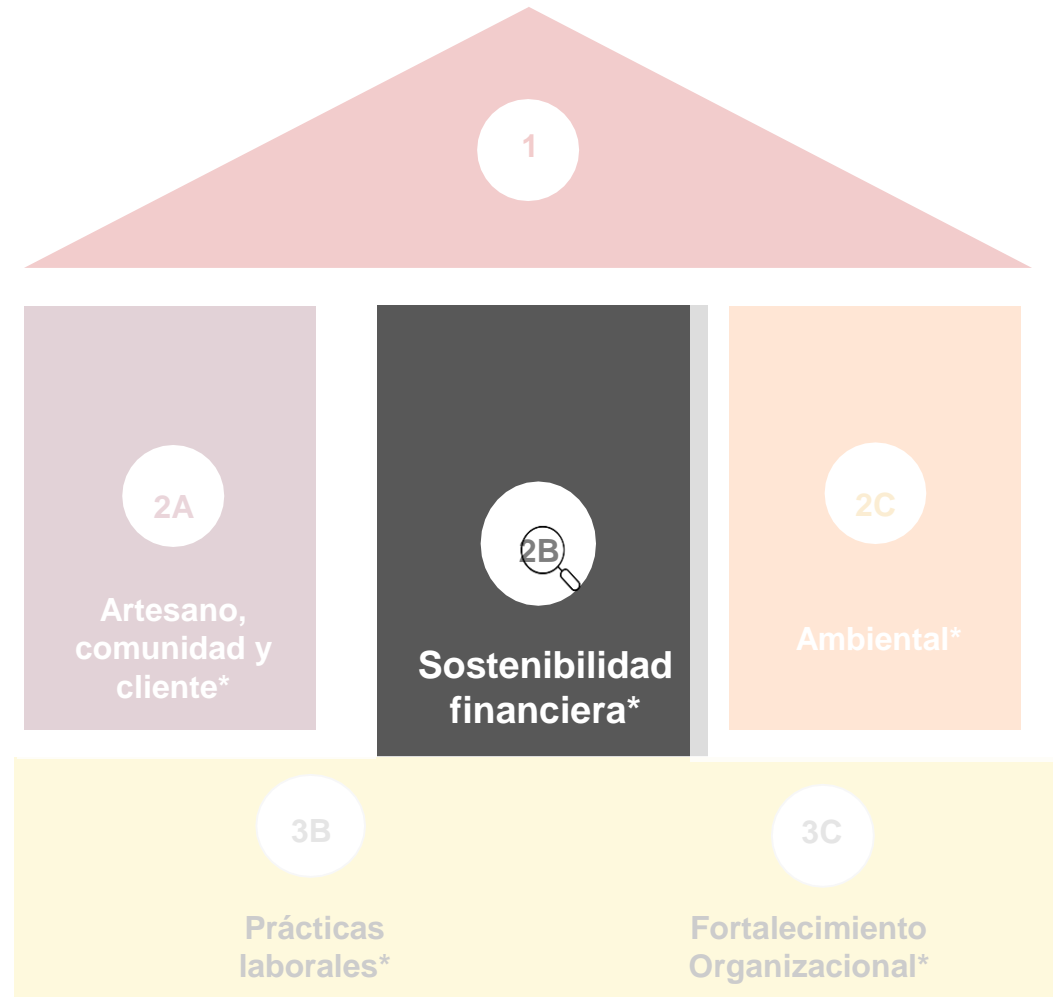 1
2A
Artesano,
comunidad y
cliente*
2B
Sostenibilidad
financiera*
2C
Ambiental*
3B
Prácticas
laborales*
3C
Fortalecimiento
Organizacional*